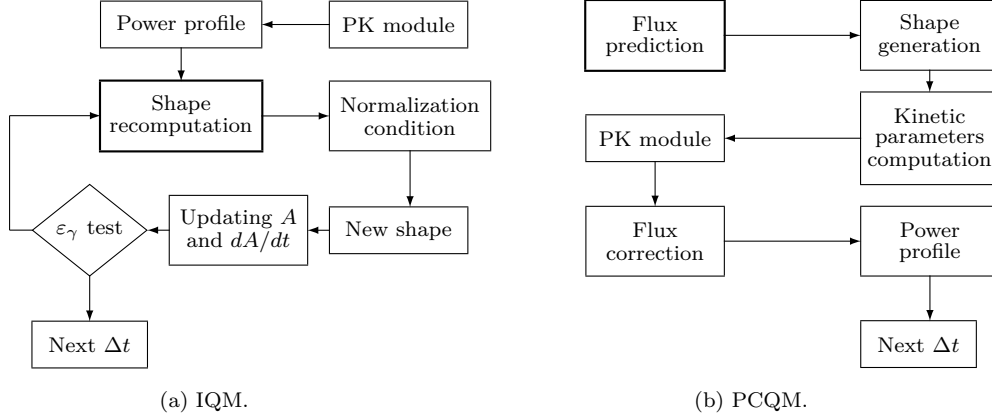 Power profile
PK module
Shape
recomputation
Normalization
condition
εγ test
Updating A
and dA/dt
New shape
Next Δt
(a) IQM.
Flux
prediction
Shape
generation
PK module
Kinetic
parameters
computation
Flux
correction
Power
profile
Next Δt
(b) PCQM.